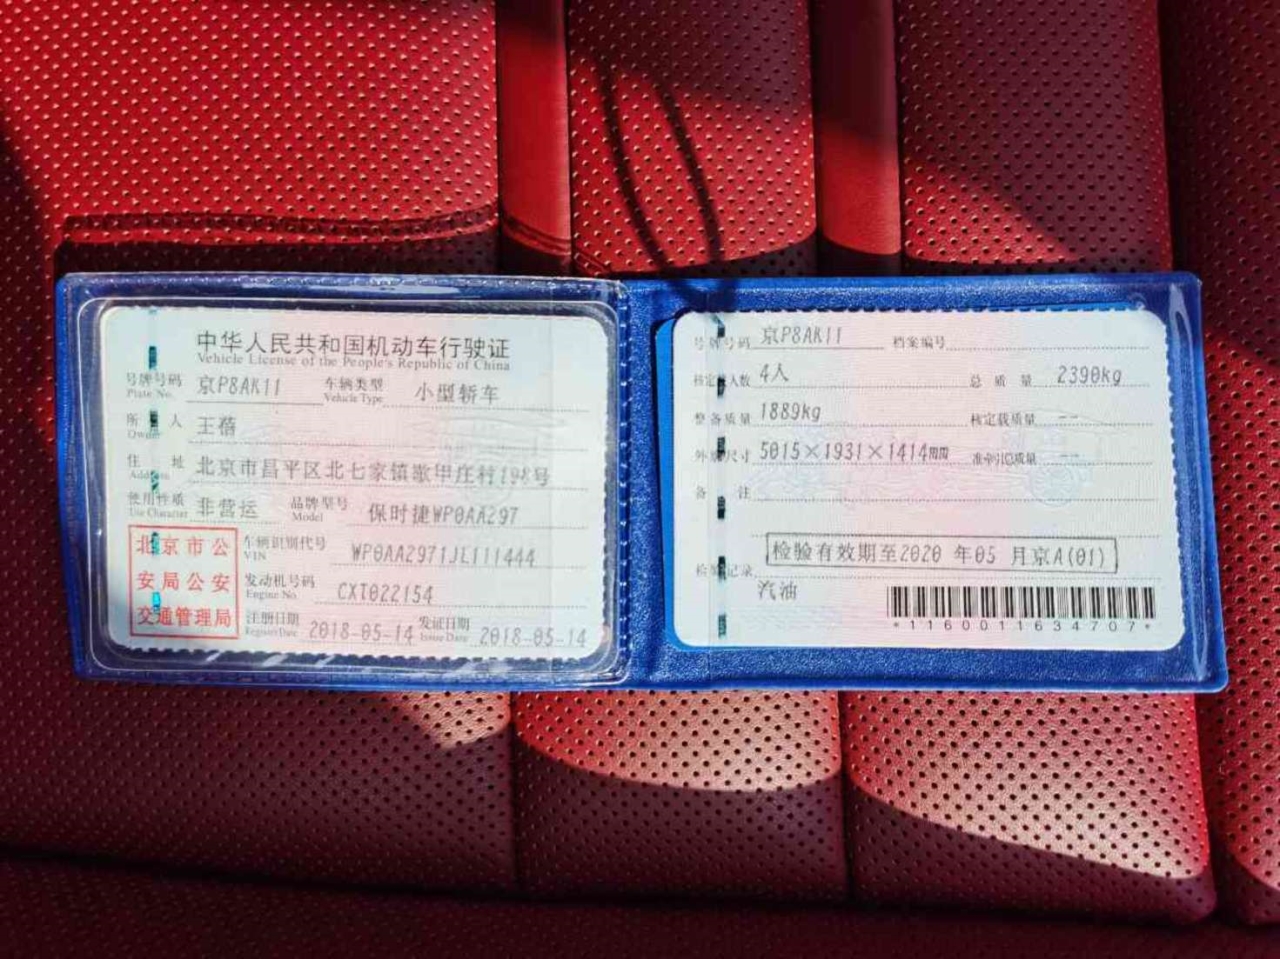 中华人民共和国机动车行驶证
Vehicle License of the People's Republic of China
号牌号码 京P8AK11 车辆类型 小型轿车
Plate No. Vehicle Type
所 人 王蓓
Owner
住 址 北京市昌平区北七家镇歌甲庄村198号
Address
使用性质 非营运 品牌型号 保时捷WP0AA297
Use Character Model
北京市公
安局公安
交通管理局
车辆识别代号 WP0AA2971JL111444
VIN
发动机号码 CXT022154
Engine No.
注册日期 2018-05-14 发证日期 2018-05-14
Register Date Issue Date
号牌号码 京P8AK11 档案编号
核定载人数 4人 总 质 量 2390kg
整备质量 1889kg 核定载质量 --
外廓尺寸 5015×1931×1414mm 准牵引总质量 --
备 注
检验有效期至2020 年05 月京A(01)
检验记录
汽油
*1160011634707*